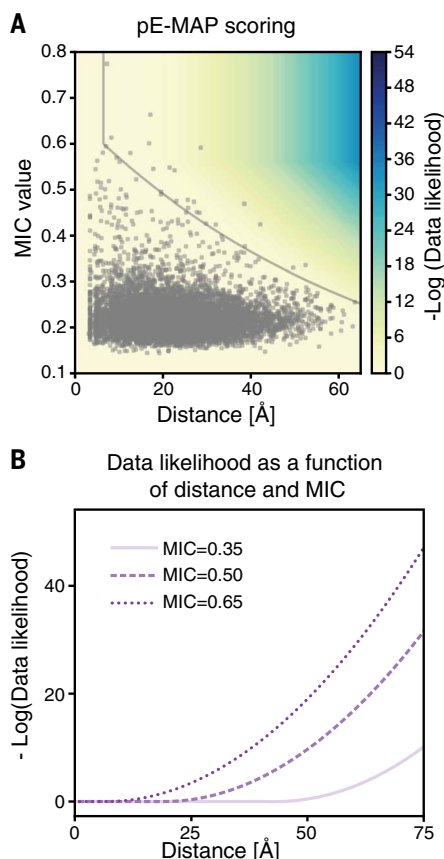 A
pE-MAP scoring
0.8
0.7
0.6
0.5
0.4
0.3
0.2
0.1
MIC value
0 20 40 60
Distance [Å]
54
48
42
36
30
24
18
12
6
0
-Log (Data likelihood)
B
Data likelihood as a function
of distance and MIC
MIC=0.35
MIC=0.50
MIC=0.65
40
20
0
- Log(Data likelihood)
0 25 50 75
Distance [Å]